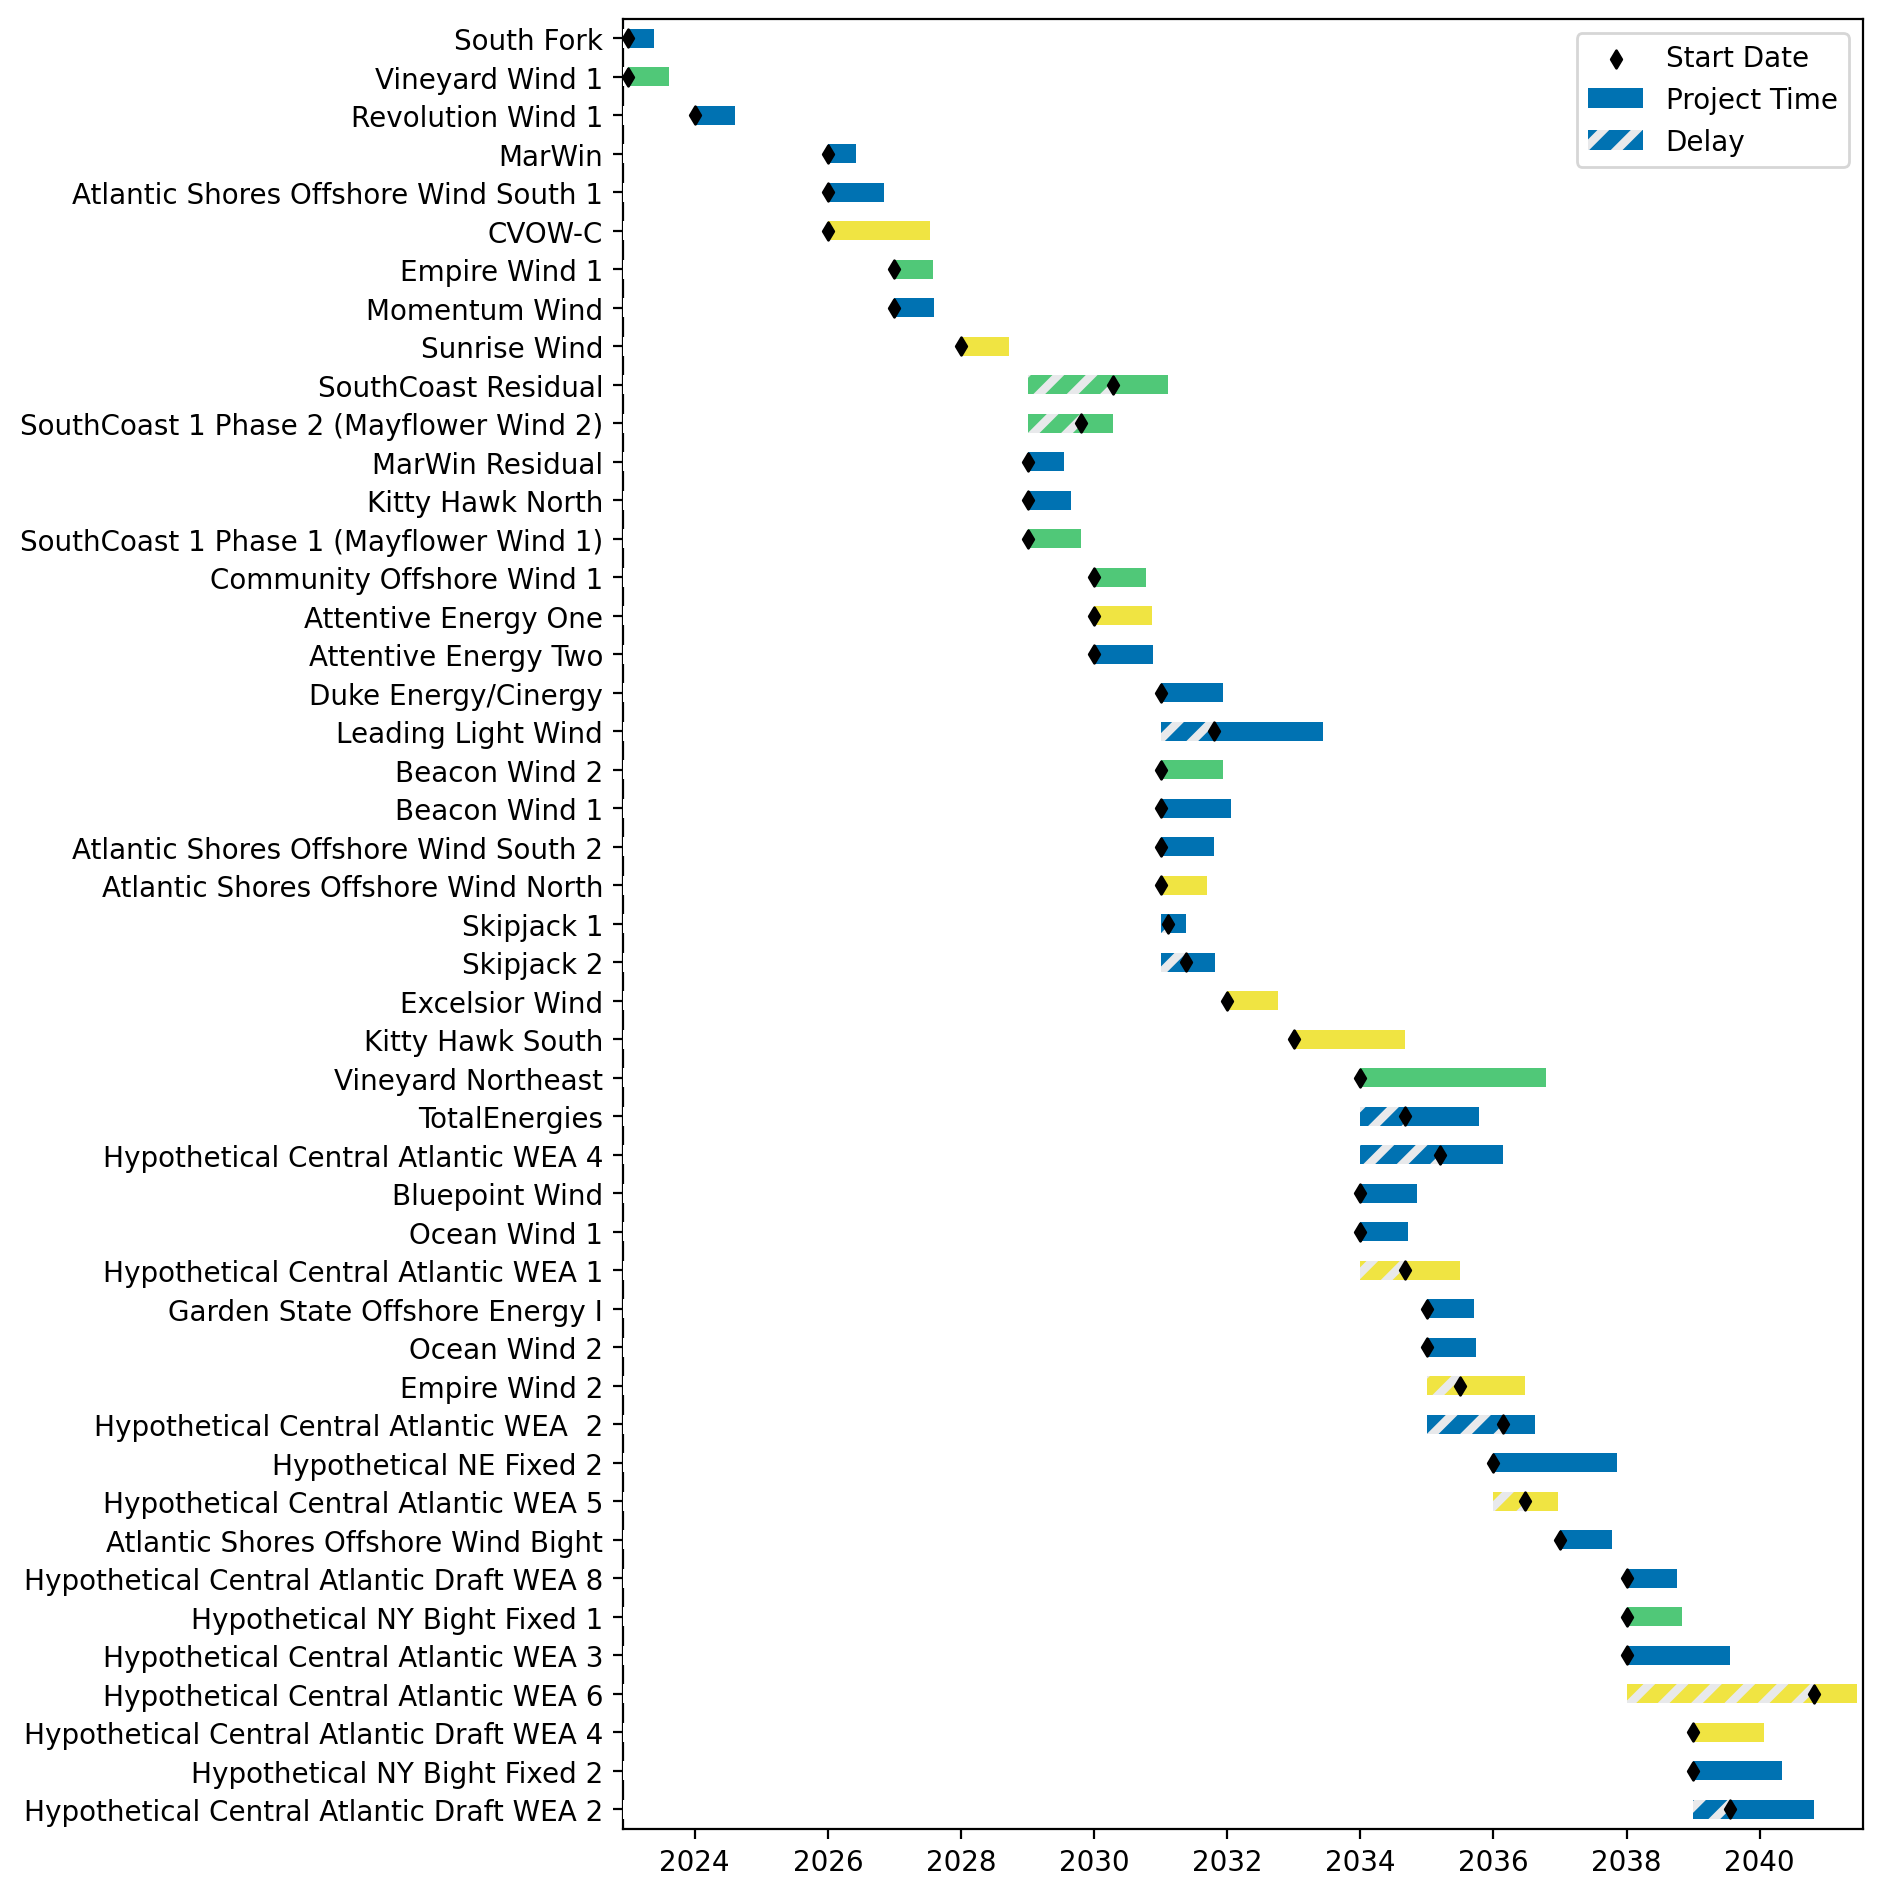 South Fork
Vineyard Wind 1
Revolution Wind 1
MarWin
Atlantic Shores Offshore Wind South 1
CVOW-C
Empire Wind 1
Momentum Wind
Sunrise Wind
SouthCoast Residual
SouthCoast 1 Phase 2 (Mayflower Wind 2)
MarWin Residual
Kitty Hawk North
SouthCoast 1 Phase 1 (Mayflower Wind 1)
Community Offshore Wind 1
Attentive Energy One
Attentive Energy Two
Duke Energy/Cinergy
Leading Light Wind
Beacon Wind 2
Beacon Wind 1
Atlantic Shores Offshore Wind South 2
Atlantic Shores Offshore Wind North
Skipjack 1
Skipjack 2
Excelsior Wind
Kitty Hawk South
Vineyard Northeast
TotalEnergies
Hypothetical Central Atlantic WEA 4
Bluepoint Wind
Ocean Wind 1
Hypothetical Central Atlantic WEA 1
Garden State Offshore Energy I
Ocean Wind 2
Empire Wind 2
Hypothetical Central Atlantic WEA  2
Hypothetical NE Fixed 2
Hypothetical Central Atlantic WEA 5
Atlantic Shores Offshore Wind Bight
Hypothetical Central Atlantic Draft WEA 8
Hypothetical NY Bight Fixed 1
Hypothetical Central Atlantic WEA 3
Hypothetical Central Atlantic WEA 6
Hypothetical Central Atlantic Draft WEA 4
Hypothetical NY Bight Fixed 2
Hypothetical Central Atlantic Draft WEA 2
Start Date
Project Time
Delay
2024 2026 2028 2030 2032 2034 2036 2038 2040